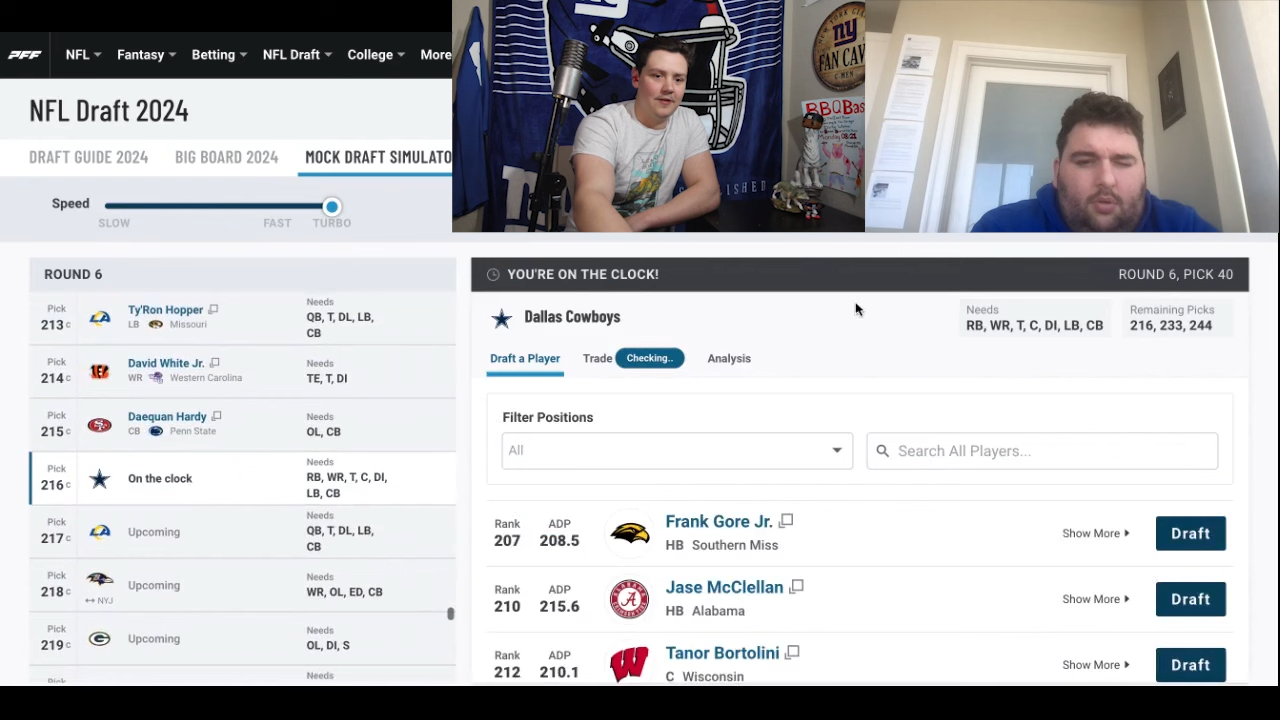 PFF
NFL
Fantasy
Betting
NFL Draft
College
More
NFL Draft 2024
DRAFT GUIDE 2024
BIG BOARD 2024
MOCK DRAFT SIMULATO
Speed
SLOW
FAST
TURBO
NY
FAN CAV
BBQBas
ROUND 6
Pick
213 c
Ty'Ron Hopper
LB Missouri
Needs
QB, T, DL, LB,
CB
Pick
214 c
David White Jr.
WR Western Carolina
Needs
TE, T, DI
Pick
215 c
Daequan Hardy
CB Penn State
Needs
OL, CB
Pick
216 c
On the clock
Needs
RB, WR, T, C, DI,
LB, CB
Pick
217 c
Upcoming
Needs
QB, T, DL, LB,
CB
Pick
218 c
↔ NYJ
Upcoming
Needs
WR, OL, ED, CB
Pick
219 c
Upcoming
Needs
OL, DI, S
Pick
Needs
YOU'RE ON THE CLOCK!
ROUND 6, PICK 40
Dallas Cowboys
Needs
RB, WR, T, C, DI, LB, CB
Remaining Picks
216, 233, 244
Draft a Player
Trade
Checking..
Analysis
Filter Positions
All
Search All Players...
Rank
207
ADP
208.5
Frank Gore Jr.
HB Southern Miss
Show More
Draft
Rank
210
ADP
215.6
Jase McClellan
HB Alabama
Show More
Draft
Rank
212
ADP
210.1
Tanor Bortolini
C Wisconsin
Show More
Draft